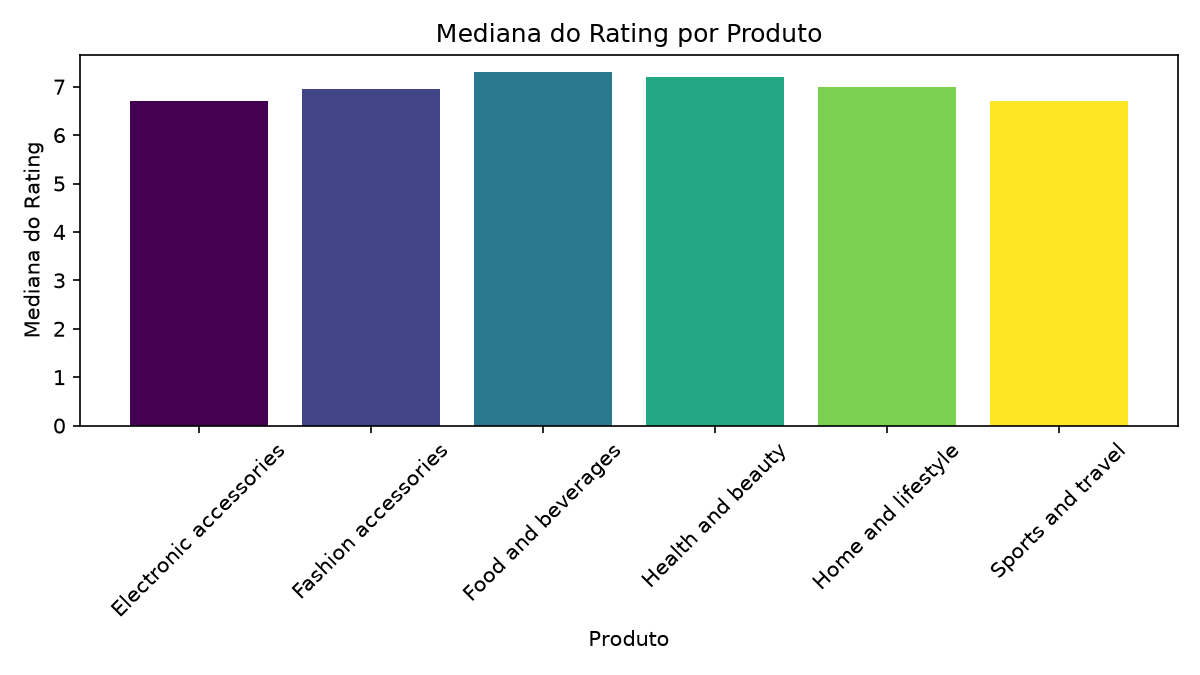 Mediana do Rating por Produto
Mediana do Rating
7
6
5
4
3
2
1
0
Electronic accessories
Fashion accessories
Food and beverages
Health and beauty
Home and lifestyle
Sports and travel
Produto